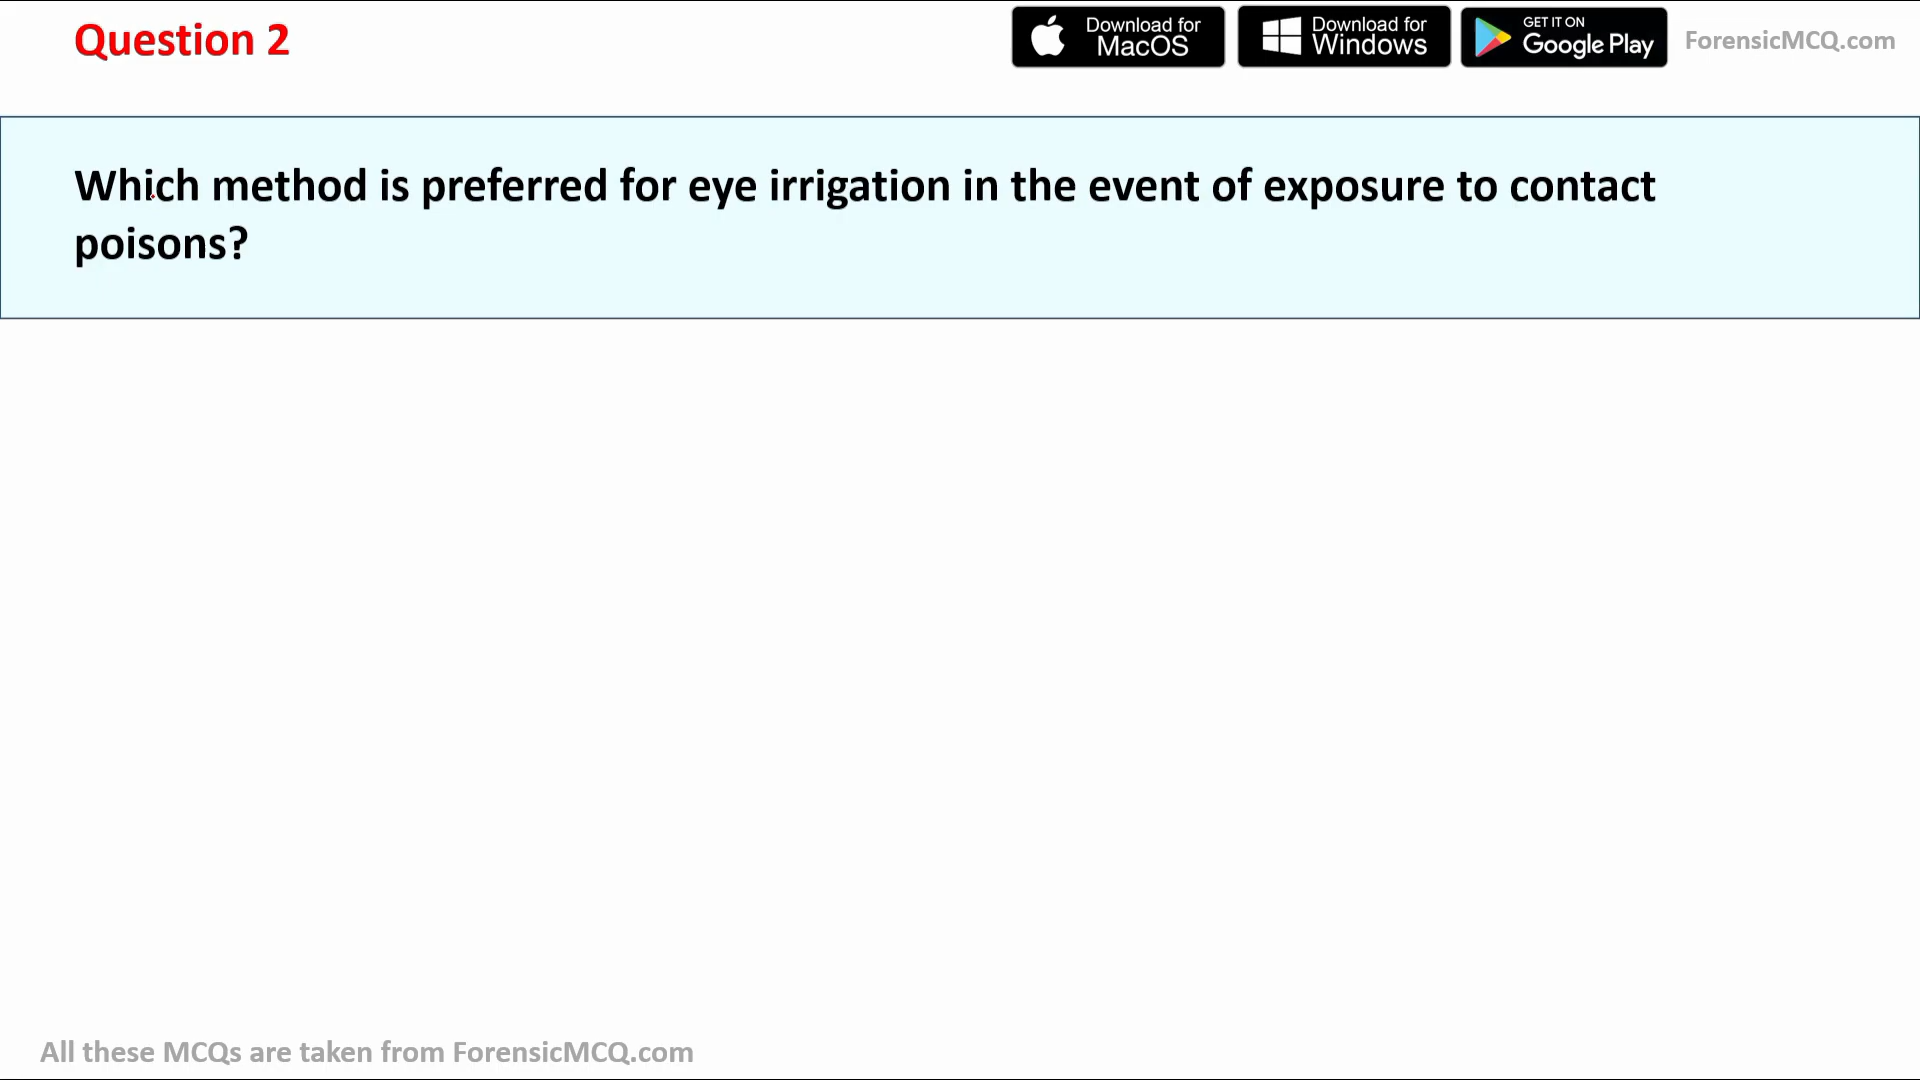 Question 2
Download for
MacOS
Download for
Windows
GET IT ON
Google Play
ForensicMCQ.com
Which method is preferred for eye irrigation in the event of exposure to contact
poisons?
All these MCQs are taken from ForensicMCQ.com